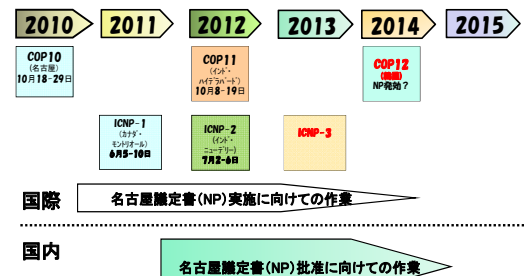 2010 2011 2012 2013 2014 2015
COP10
(名古屋)
10月18-29日
COP11
(インド・
ハイデラバード)
10月8-19日
COP12
(韓国)
NP発効?
ICNP-1
(カナダ・
モントリオール)
6月5-10日
ICNP-2
(インド・
ニューデリー)
7月2-6日
ICNP-3
国際
名古屋議定書(NP)実施に向けての作業
国内
名古屋議定書(NP)批准に向けての作業